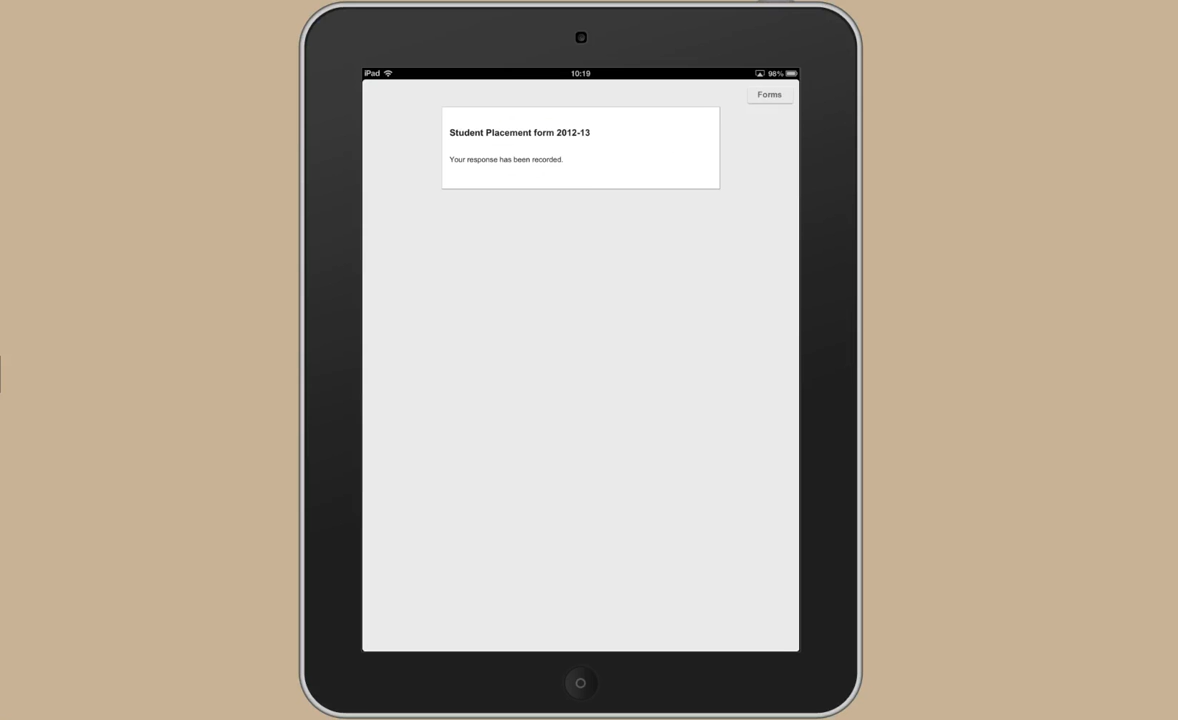 iPad 10:19 98%
Forms
Student Placement form 2012-13
Your response has been recorded.